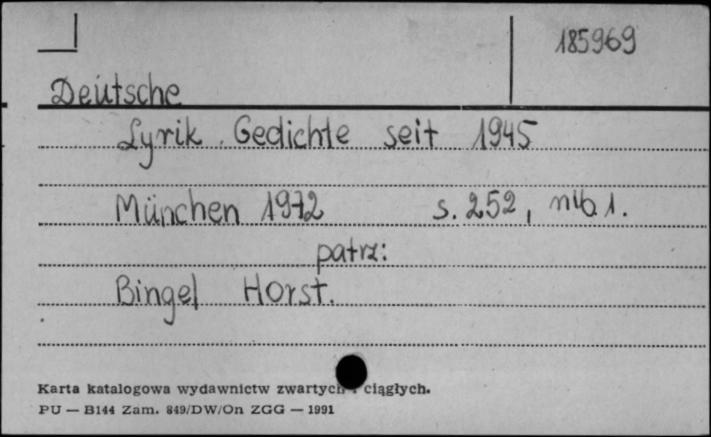 185969
Deutsche
Lyrik. Gedichte seit 1945
München 1972 s. 252, nlb 1.
patrz:
Bingel Horst.
Karta katalogowa wydawnictw zwartych i ciągłych.
PU — B144 Zam. 849/DW/On ZGG — 1991